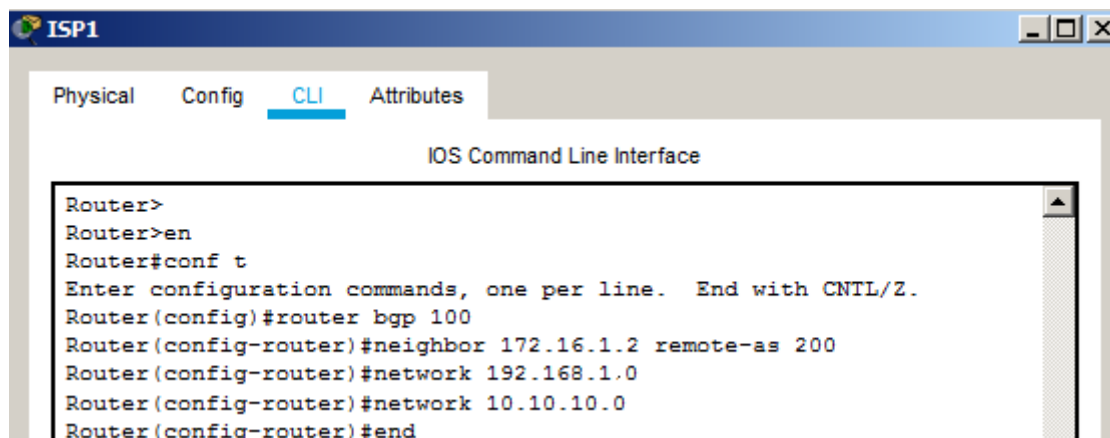 ISP1
Physical Config CLI Attributes
IOS Command Line Interface
Router>
Router>en
Router#conf t
Enter configuration commands, one per line.  End with CNTL/Z.
Router(config)#router bgp 100
Router(config-router)#neighbor 172.16.1.2 remote-as 200
Router(config-router)#network 192.168.1.0
Router(config-router)#network 10.10.10.0
Router(config-router)#end